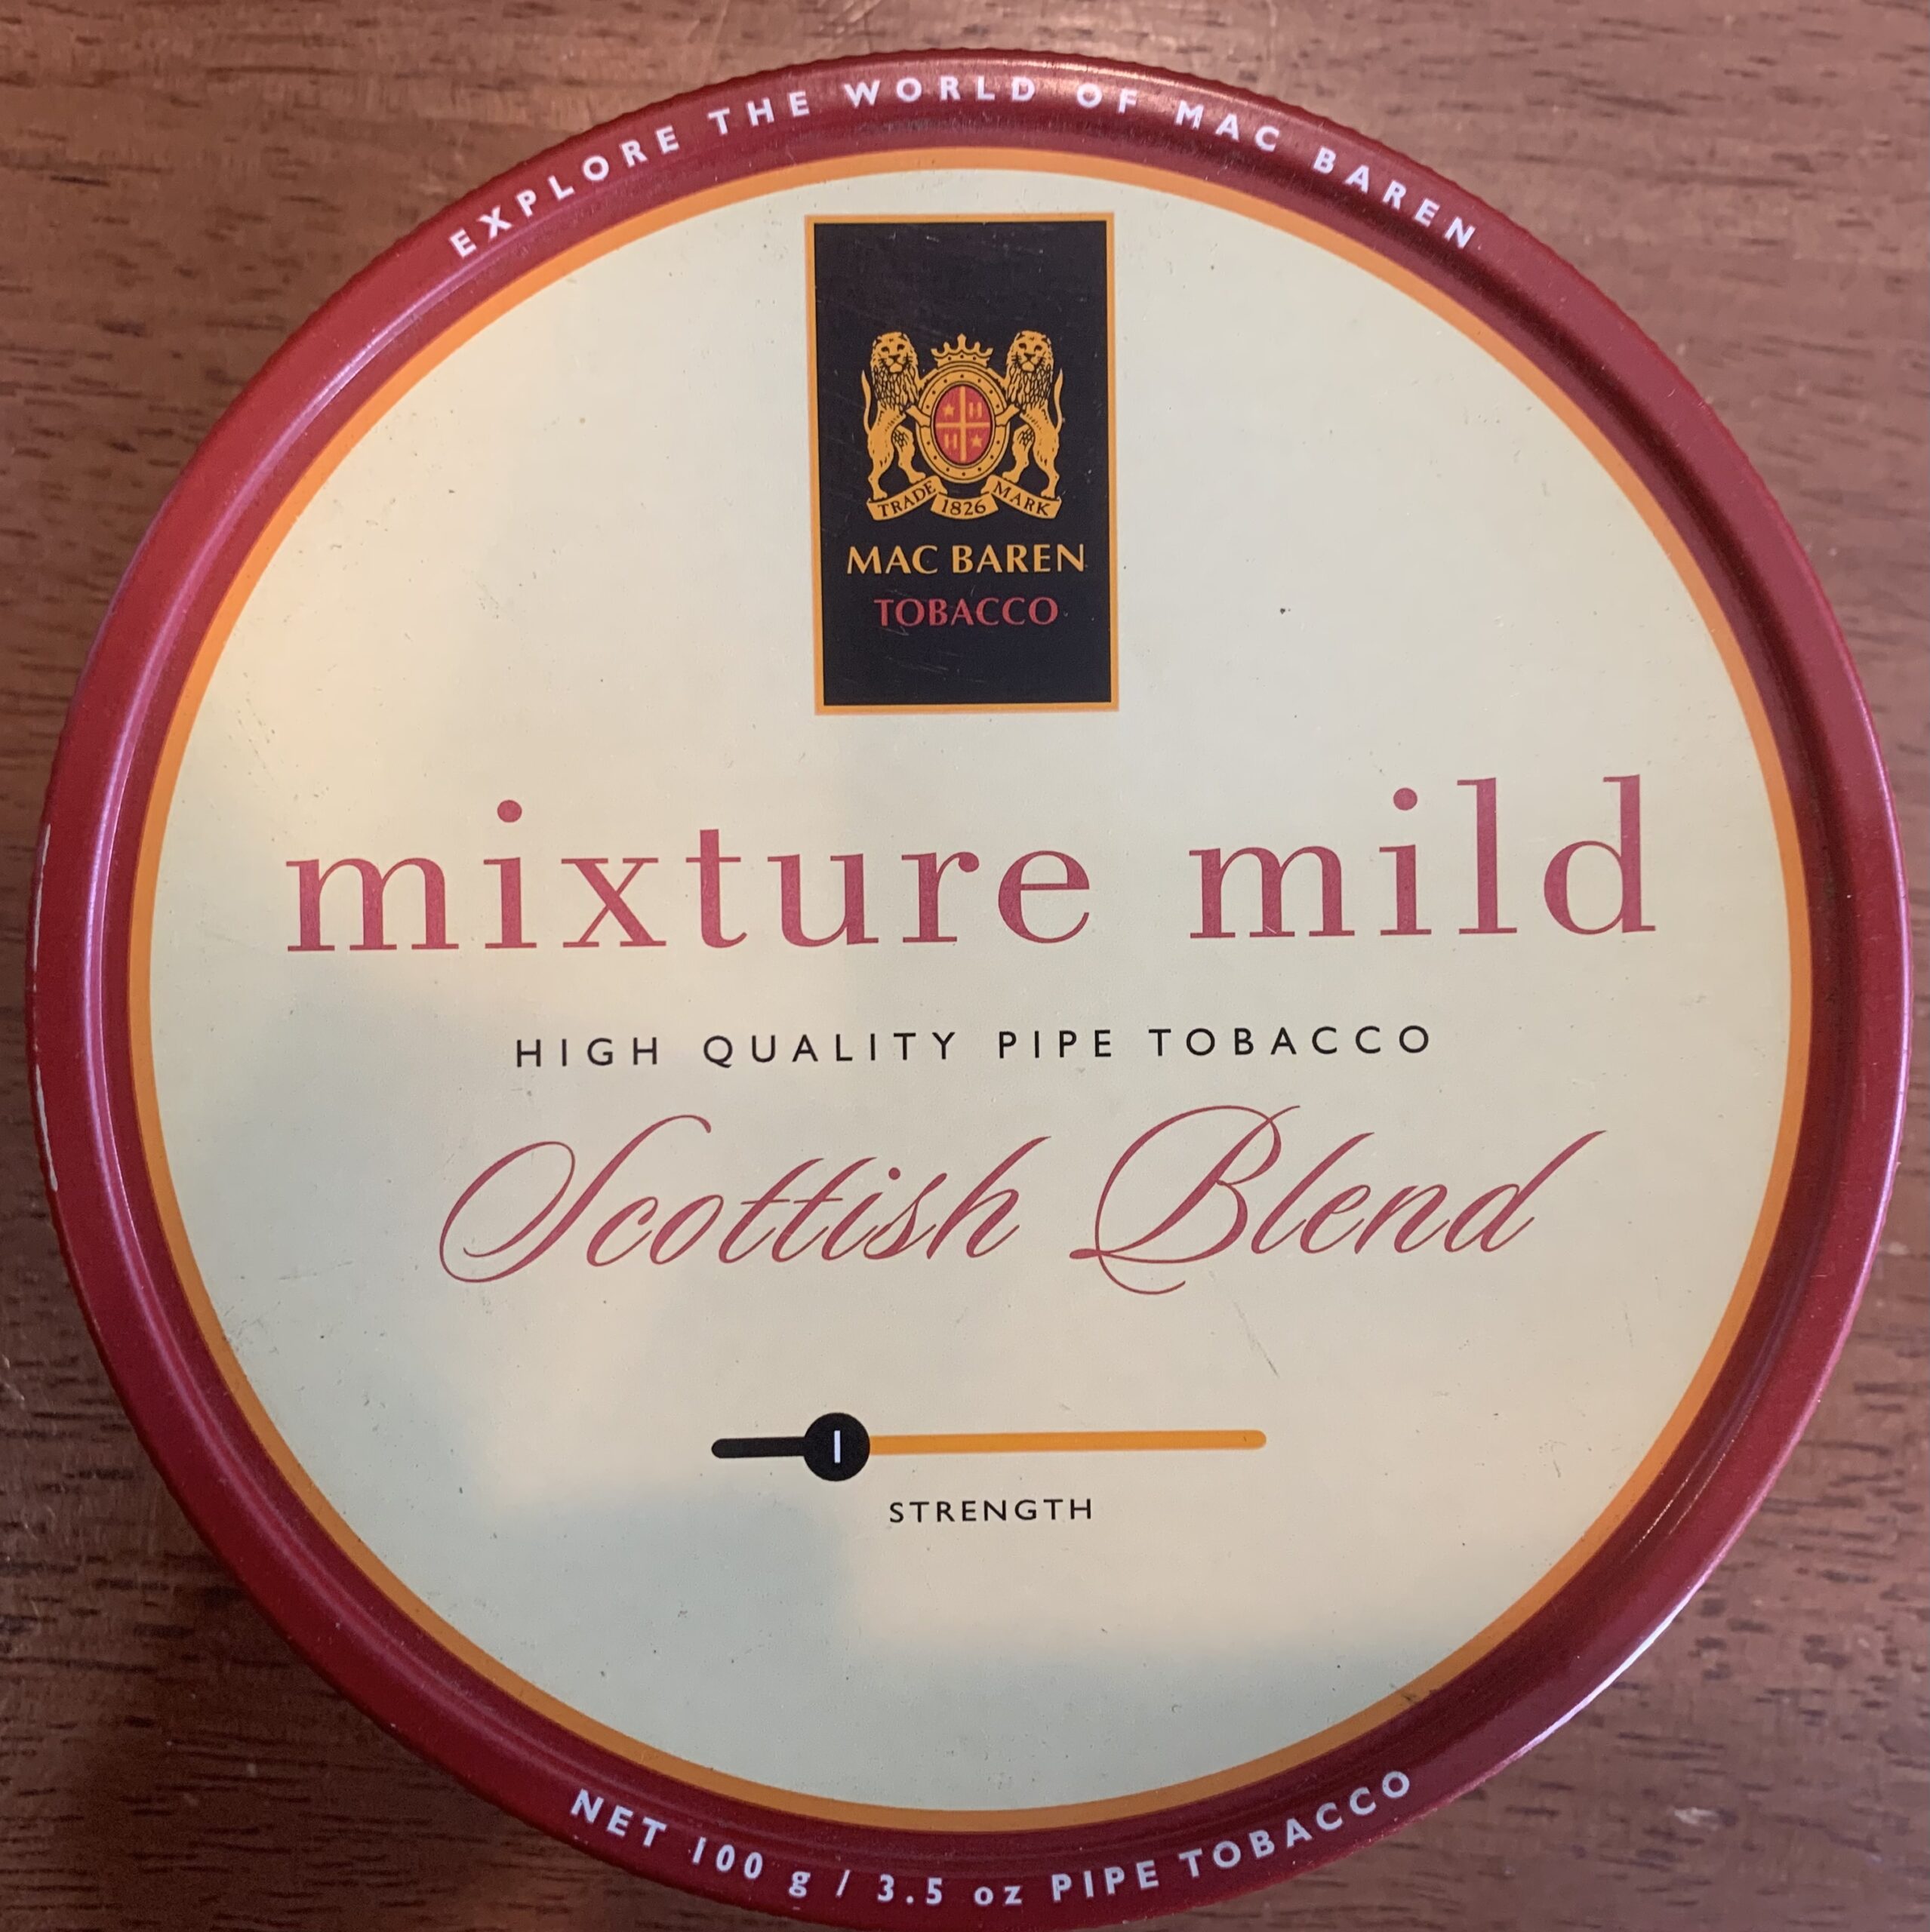 EXPLORE THE WORLD OF MAC BAREN
★ H
H ★
TRADE 1826 MARK
MAC BAREN
TOBACCO
mixture mild
HIGH QUALITY PIPE TOBACCO
Scottish Blend
I
STRENGTH
NET 100 g / 3.5 oz PIPE TOBACCO